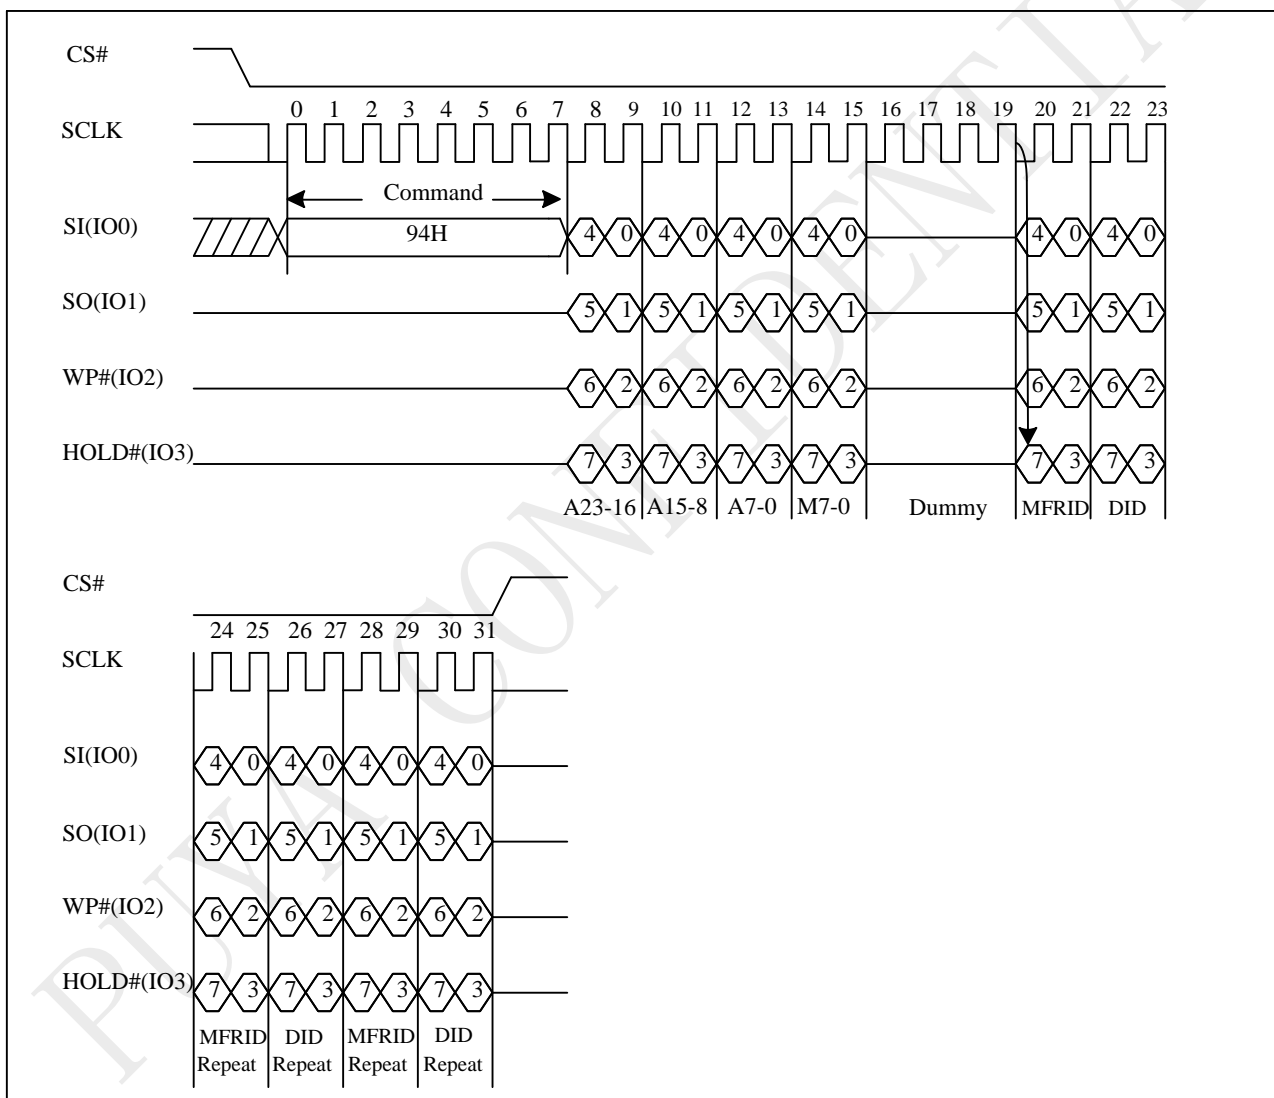 CS#
0 1 2 3 4 5 6 7 8 9 10 11 12 13 14 15 16 17 18 19 20 21 22 23
SCLK
Command
SI(IO0) 94H 4 0 4 0 4 0 4 0 4 0 4 0
SO(IO1) 5 1 5 1 5 1 5 1 5 1 5 1
WP#(IO2) 6 2 6 2 6 2 6 2 6 2 6 2
HOLD#(IO3) 7 3 7 3 7 3 7 3 7 3 7 3
A23-16 A15-8 A7-0 M7-0 Dummy MFRID DID
CS#
24 25 26 27 28 29 30 31
SCLK
SI(IO0) 4 0 4 0 4 0 4 0
SO(IO1) 5 1 5 1 5 1 5 1
WP#(IO2) 6 2 6 2 6 2 6 2
HOLD#(IO3) 7 3 7 3 7 3 7 3
MFRID DID MFRID DID
Repeat Repeat Repeat Repeat
PUYA CONFIDENTIA